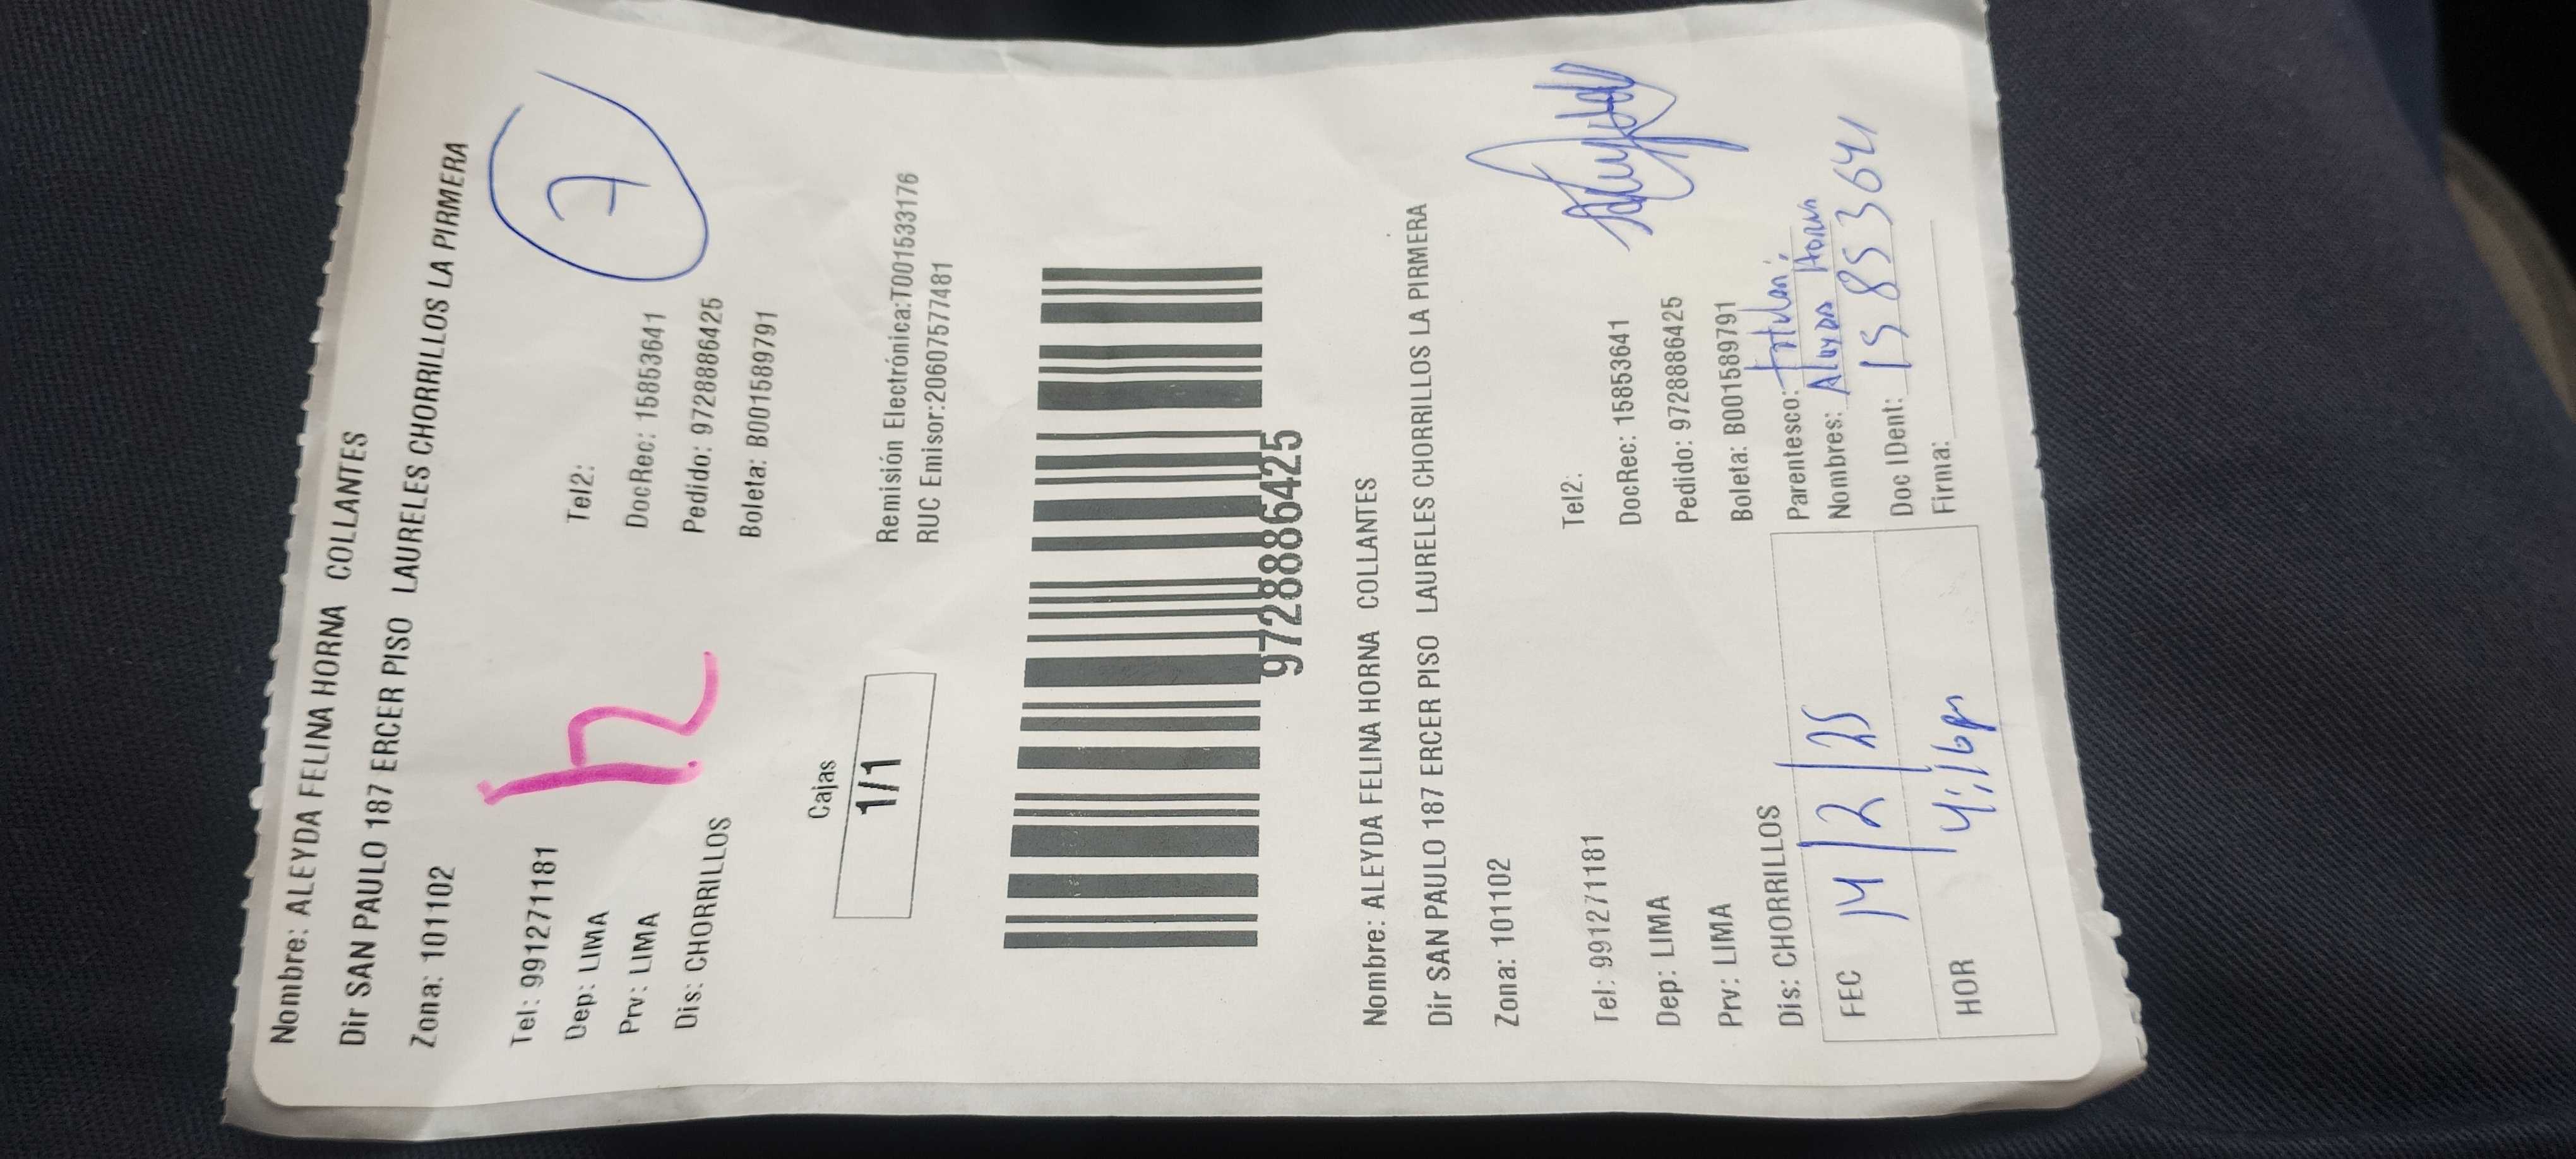 Nombre: ALEYDA FELINA HORNA COLLANTES
Dir SAN PAULO 187 ERCER PISO LAURELES CHORRILLOS LA PIRMERA
Zona: 101102
7
Tel: 991271181 Tel2:
Dep: LIMA DocRec: 15853641
Prv: LIMA Pedido: 9728886425
Dis: CHORRILLOS Boleta: B001589791
Cajas
1/1
Remisión Electrónica:T001533176
RUC Emisor:20607577481
9728886425
Nombre: ALEYDA FELINA HORNA COLLANTES
Dir SAN PAULO 187 ERCER PISO LAURELES CHORRILLOS LA PIRMERA
Zona: 101102
Tel: 991271181 Tel2:
Dep: LIMA DocRec: 15853641
Prv: LIMA Pedido: 9728886425
Dis: CHORRILLOS Boleta: B001589791
FEC 14/2/25 Parentesco:
Nombres: Aleyda Horna
HOR 4:16pm Doc IDent: 15853641
Firma: